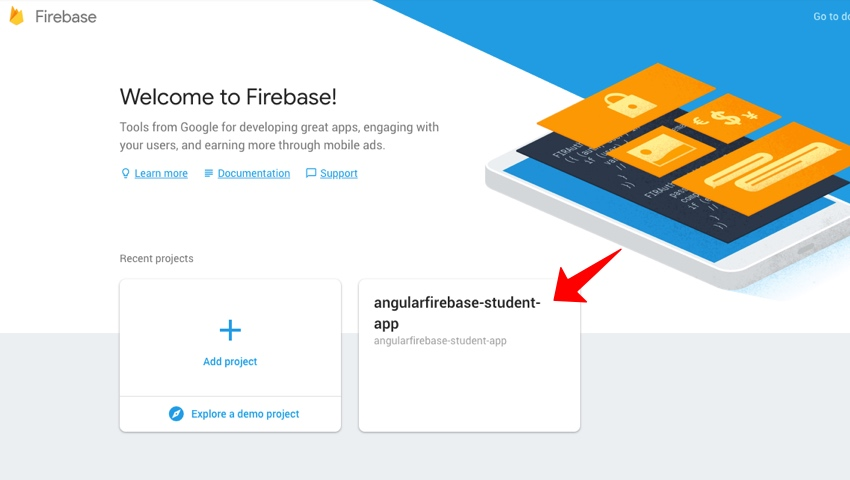 Firebase
Go to do
Welcome to Firebase!
Tools from Google for developing great apps, engaging with
your users, and earning more through mobile ads.
Learn more
Documentation
Support
Recent projects
Add project
Explore a demo project
angularfirebase-student-
app
angularfirebase-student-app